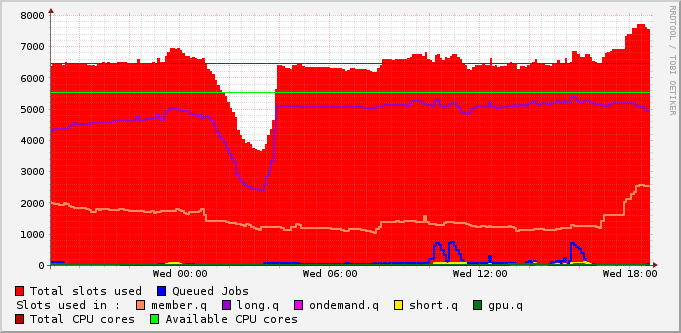 8000
7000
6000
5000
4000
3000
2000
1000
0
Wed 00:00 Wed 06:00 Wed 12:00 Wed 18:00
Total slots used Queued Jobs
Slots used in : member.q long.q ondemand.q short.q gpu.q
Total CPU cores Available CPU cores
RRDTOOL / TOBI OETIKER